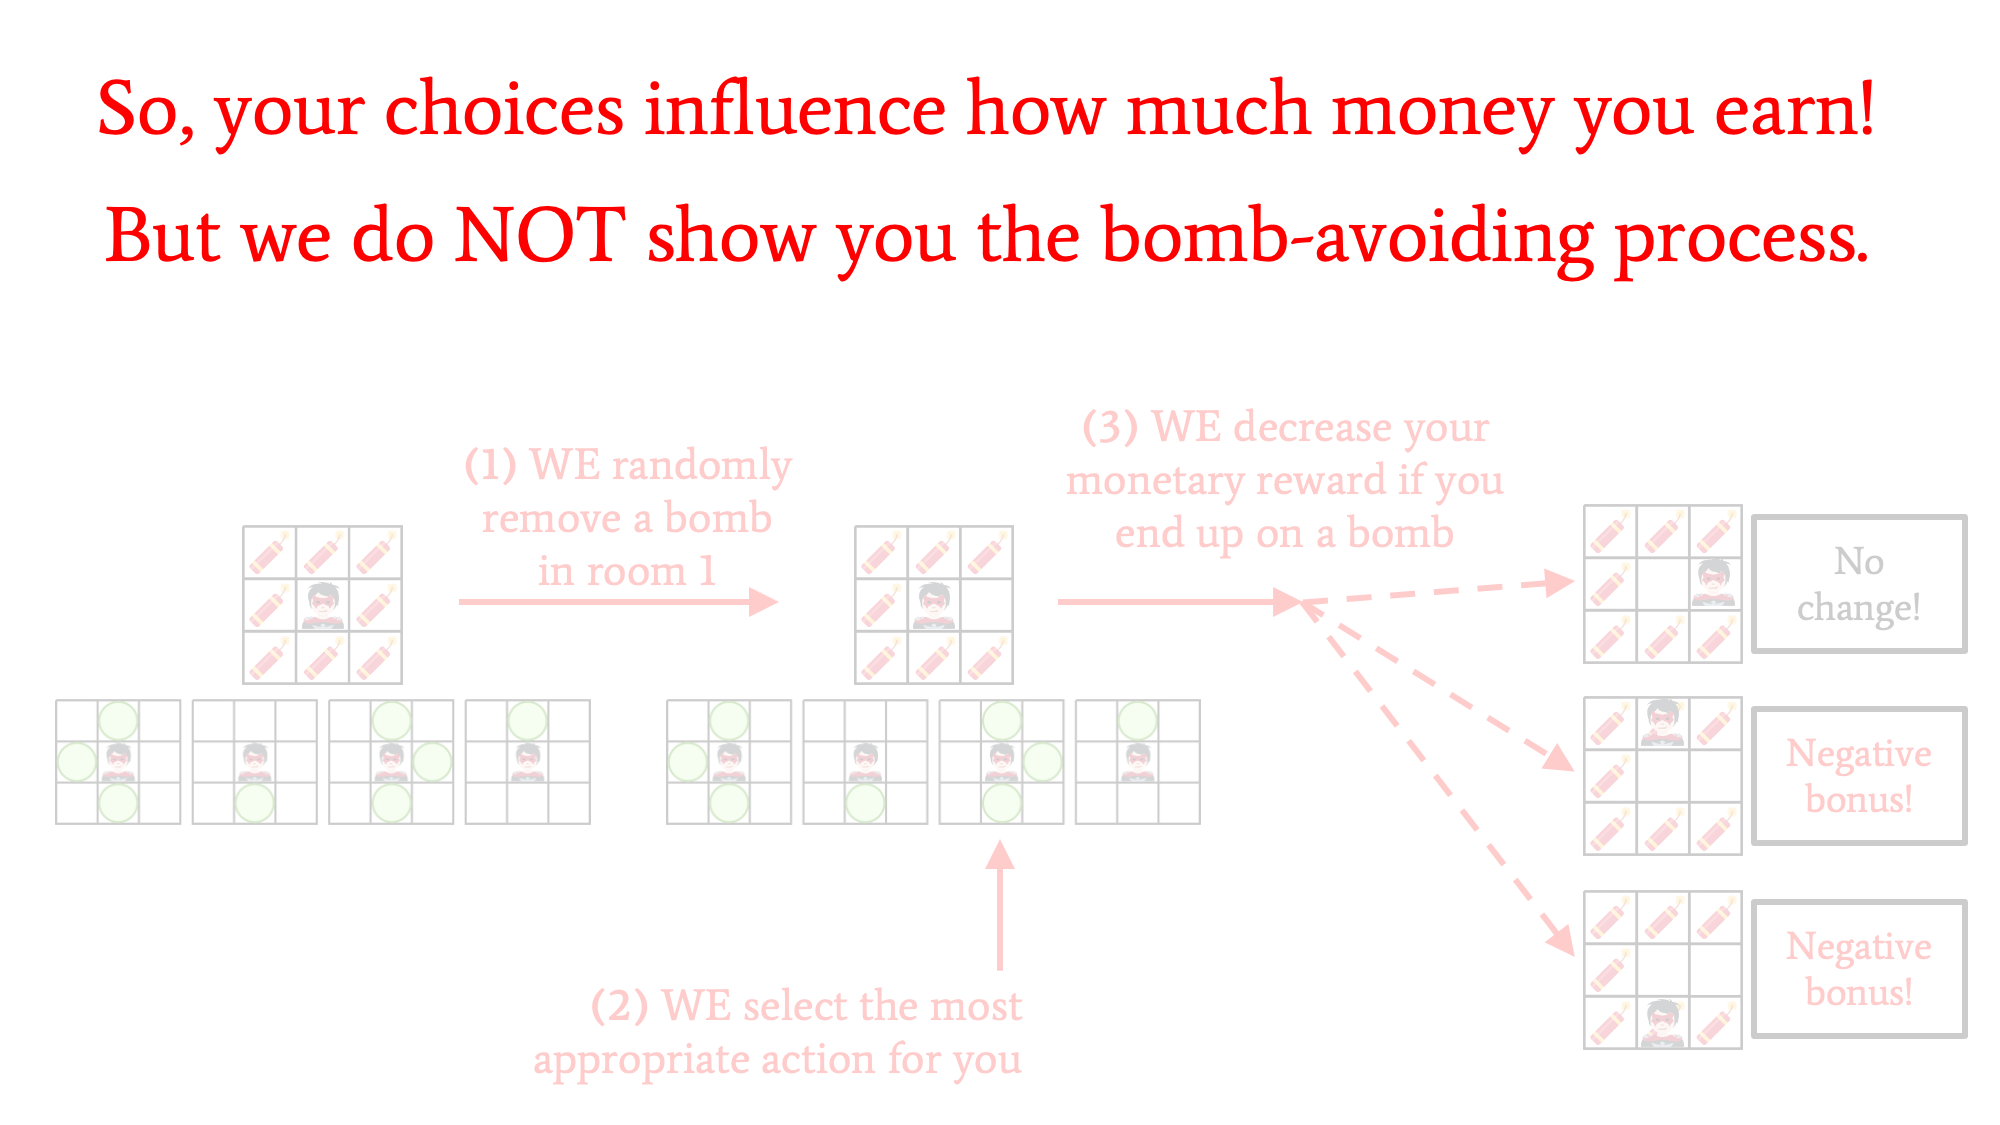 So, your choices influence how much money you earn!
But we do NOT show you the bomb-avoiding process.
(1) WE randomly
remove a bomb
in room 1
(3) WE decrease your
monetary reward if you
end up on a bomb
No
change!
Negative
bonus!
Negative
bonus!
(2) WE select the most
appropriate action for you